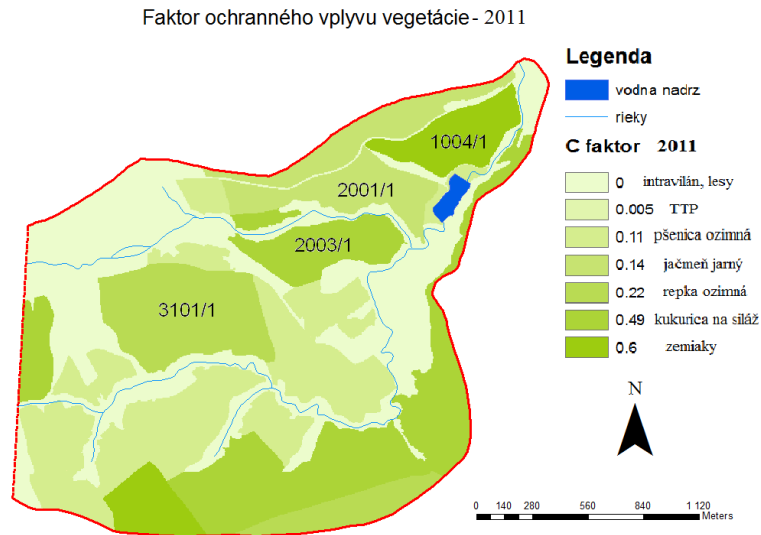 Faktor ochranného vplyvu vegetácie - 2011
Legenda
vodna nadrz
rieky
C faktor 2011
0 intravilán, lesy
0.005 TTP
0.11 pšenica ozimná
0.14 jačmeň jarný
0.22 repka ozimná
0.49 kukurica na siláž
0.6 zemiaky
1004/1
2001/1
2003/1
3101/1
N
0 140 280 560 840 1 120
Meters